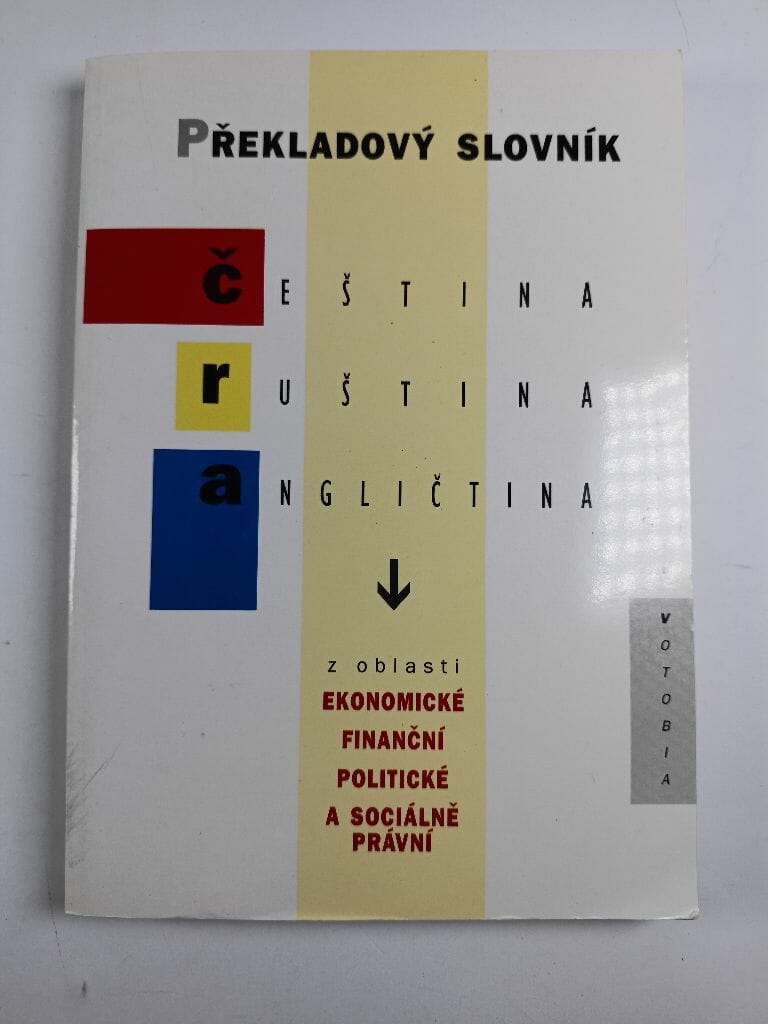 PŘEKLADOVÝ SLOVNÍK
čEŠTINA
rUŠTINA
aNGLIČTINA
z oblasti
EKONOMICKÉ
FINANČNÍ
POLITICKÉ
A SOCIÁLNĚ
PRÁVNÍ
VOTOBIA